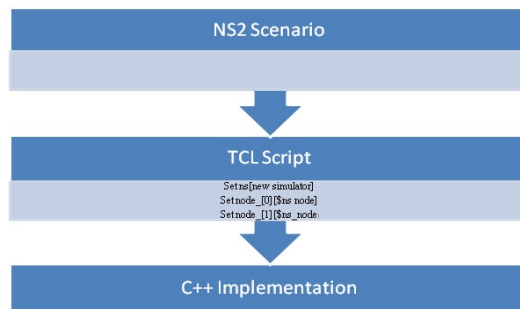 NS2 Scenario
TCL Script
Setns[new simulator]
Setnode_[0][$ns node]
Setnode_[1][$ns_node)
C++ Implementation